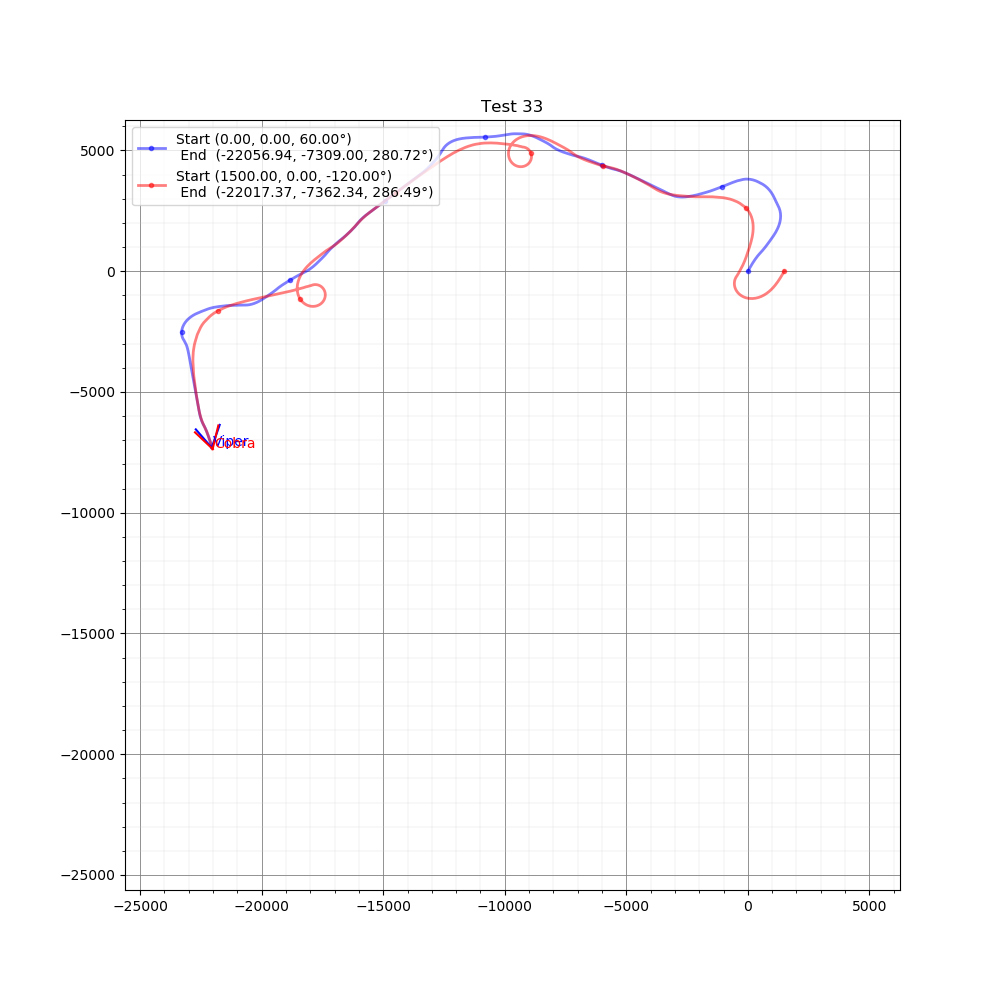 Test 33
Start (0.00, 0.00, 60.00°)
End (-22056.94, -7309.00, 280.72°)
Start (1500.00, 0.00, -120.00°)
End (-22017.37, -7362.34, 286.49°)
5000
0
−5000
−10000
−15000
−20000
−25000
Viper
Cobra
−25000 −20000 −15000 −10000 −5000 0 5000